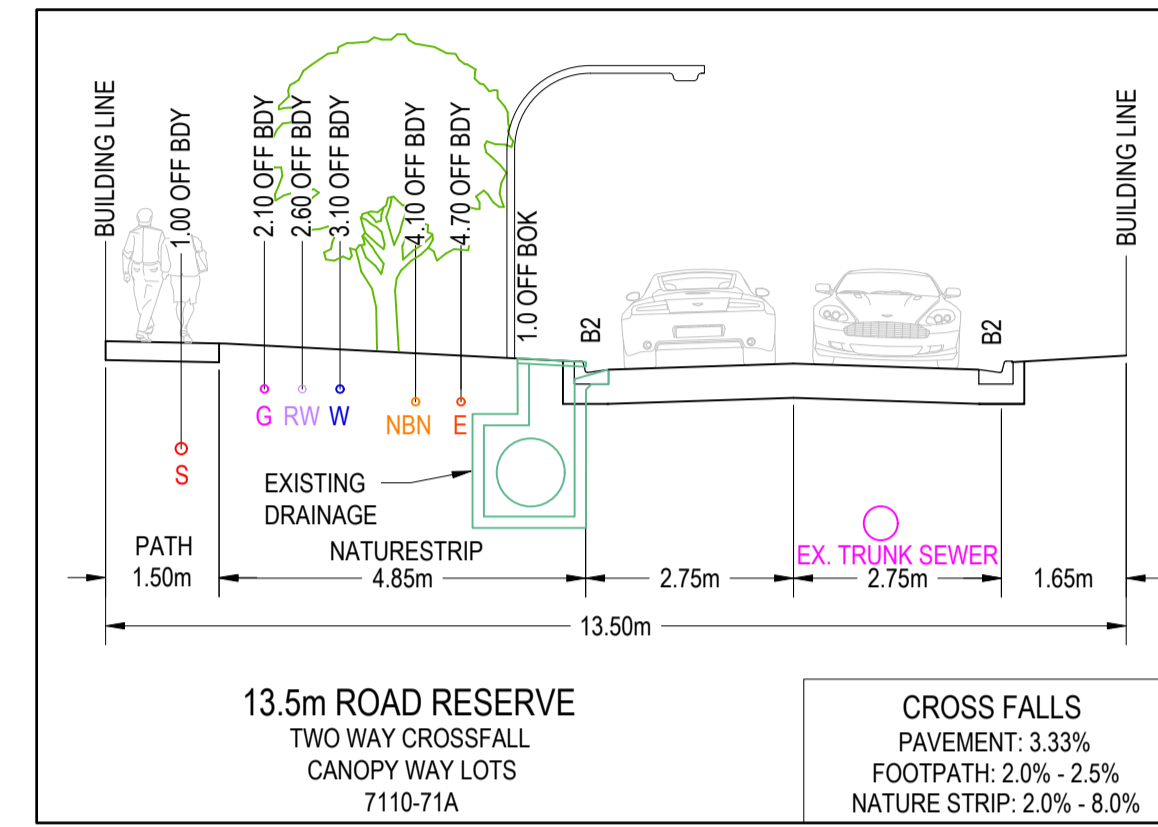 BUILDING LINE
1.00 OFF BDY
2.10 OFF BDY
2.60 OFF BDY
3.10 OFF BDY
4.10 OFF BDY
4.70 OFF BDY
1.0 OFF BOK
B2
B2
BUILDING LINE
G
RW
W
NBN
E
S
EXISTING
DRAINAGE
EX. TRUNK SEWER
PATH
NATURESTRIP
1.50m
4.85m
2.75m
2.75m
1.65m
13.50m
13.5m ROAD RESERVE
TWO WAY CROSSFALL
CANOPY WAY LOTS
7110-71A
CROSS FALLS
PAVEMENT: 3.33%
FOOTPATH: 2.0% - 2.5%
NATURE STRIP: 2.0% - 8.0%